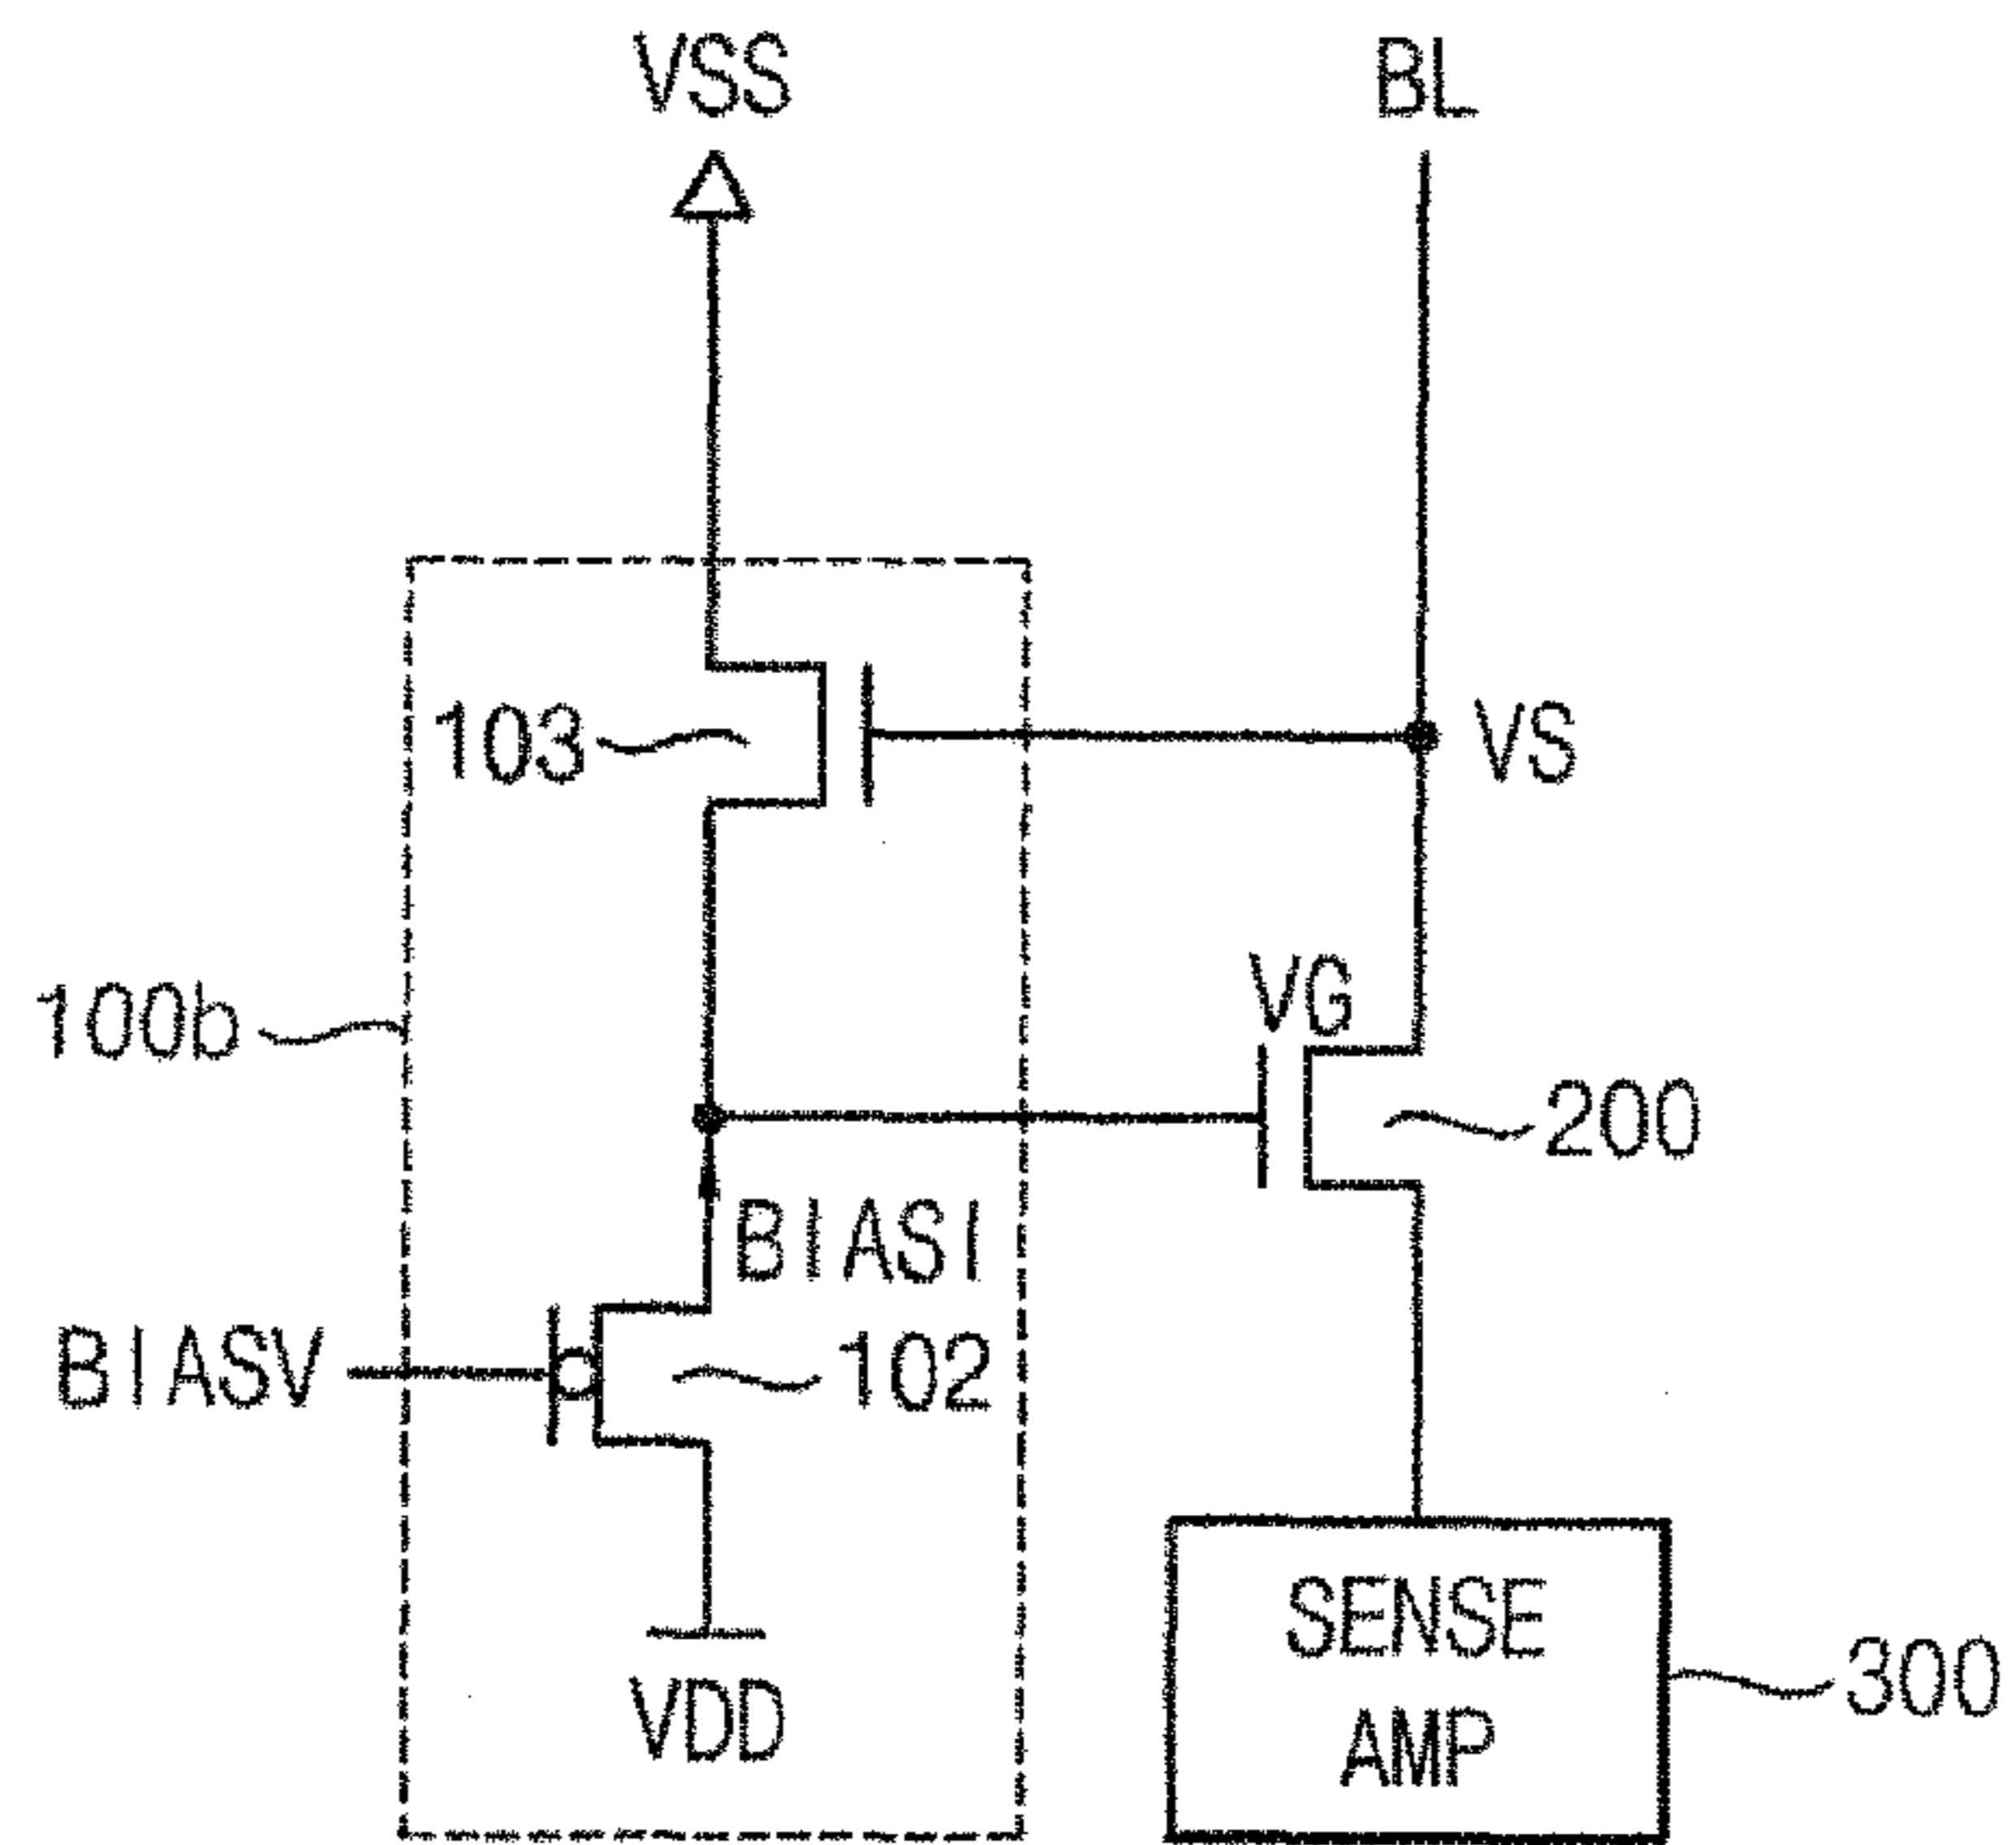 VSS
BL
103
VS
VG
100b
200
BIASI
BIASV
102
SENSE
AMP
300
VDD